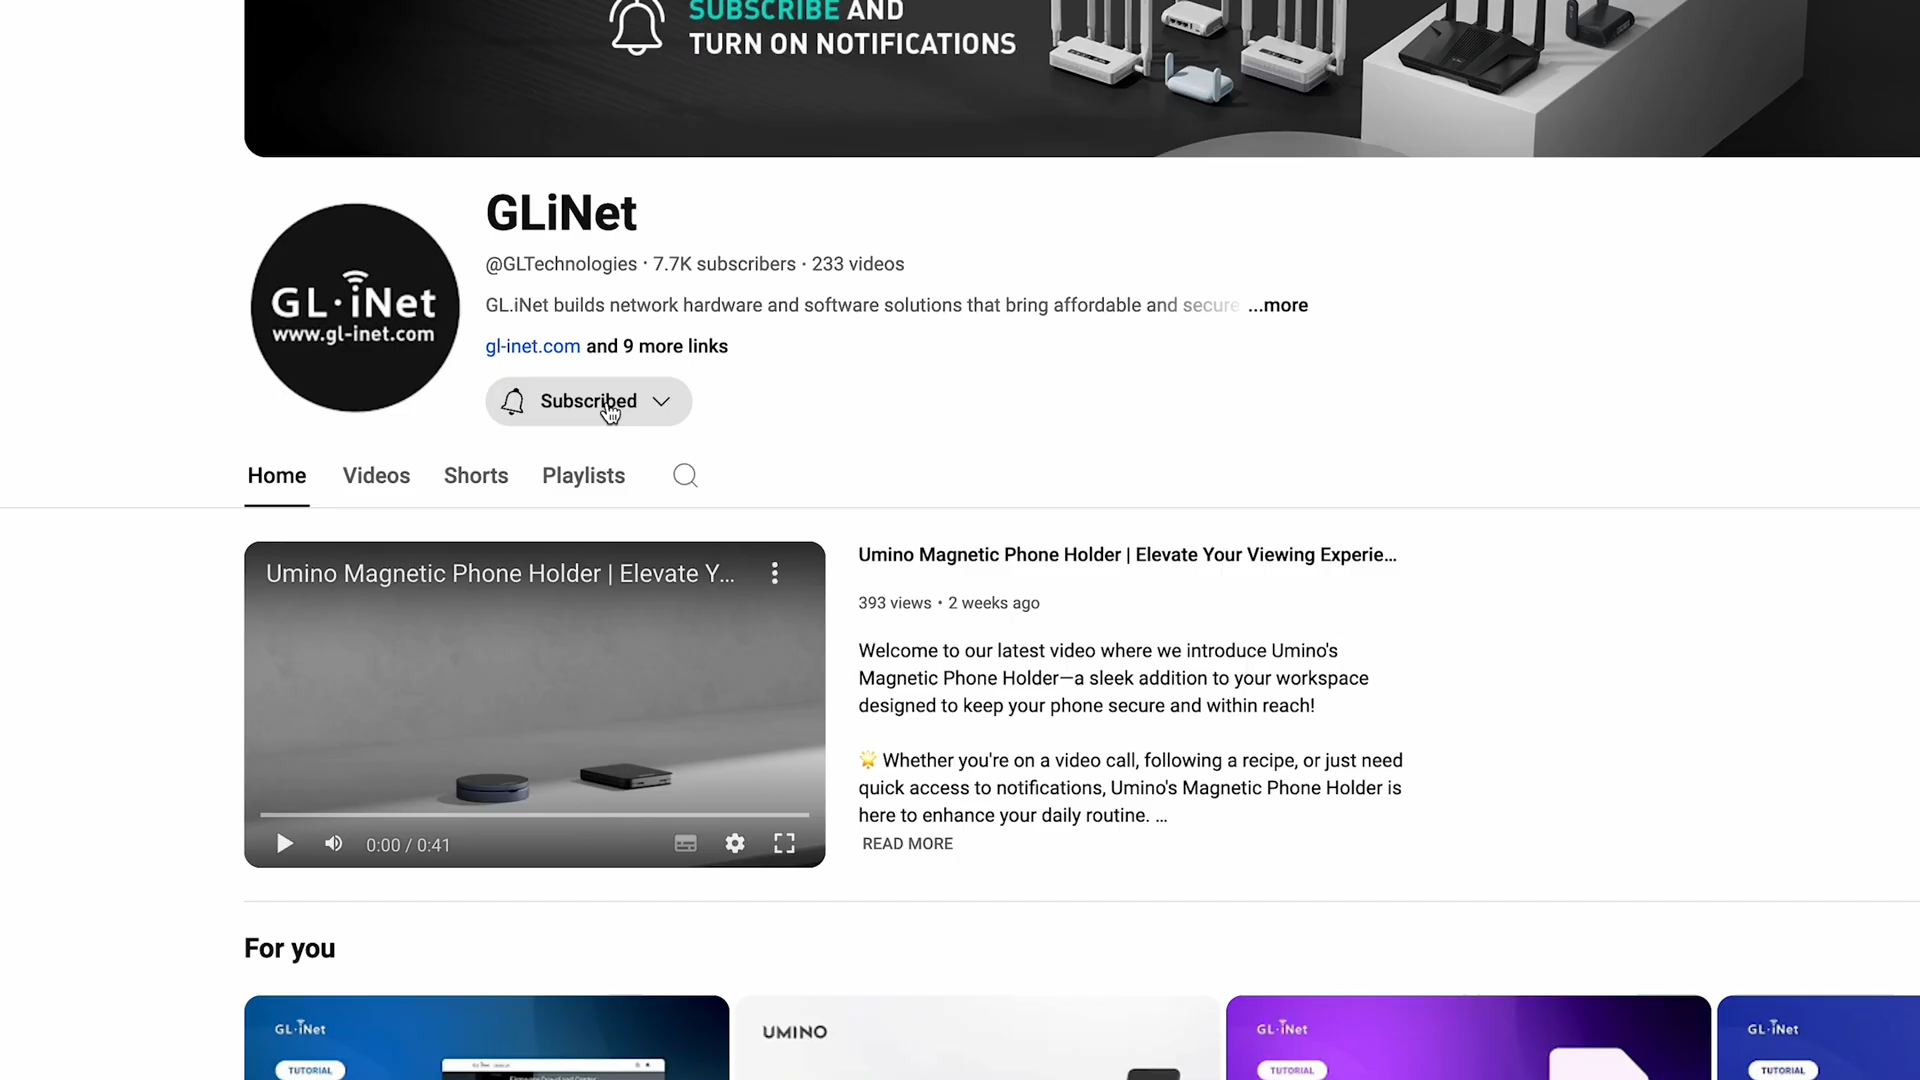 SUBSCRIBE AND
TURN ON NOTIFICATIONS
GL·iNet
www.gl-inet.com
GLiNet
@GLTechnologies · 7.7K subscribers · 233 videos
GL.iNet builds network hardware and software solutions that bring affordable and secure ...more
gl-inet.com and 9 more links
Subscribed
Home Videos Shorts Playlists
Umino Magnetic Phone Holder | Elevate Y...
0:00 / 0:41
Umino Magnetic Phone Holder | Elevate Your Viewing Experie...
393 views • 2 weeks ago
Welcome to our latest video where we introduce Umino's
Magnetic Phone Holder—a sleek addition to your workspace
designed to keep your phone secure and within reach!
🌟 Whether you're on a video call, following a recipe, or just need
quick access to notifications, Umino's Magnetic Phone Holder is
here to enhance your daily routine. ...
READ MORE
For you
GL·iNet
TUTORIAL
UMINO
GL·iNet
TUTORIAL
GL·iNet
TUTORIAL